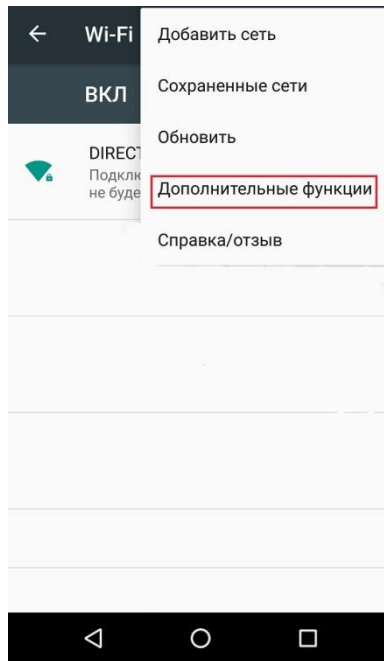 Wi-Fi
Добавить сеть
ВКЛ
Сохраненные сети
Обновить
DIRECT
Подклю
не буде
Дополнительные функции
Справка/отзыв